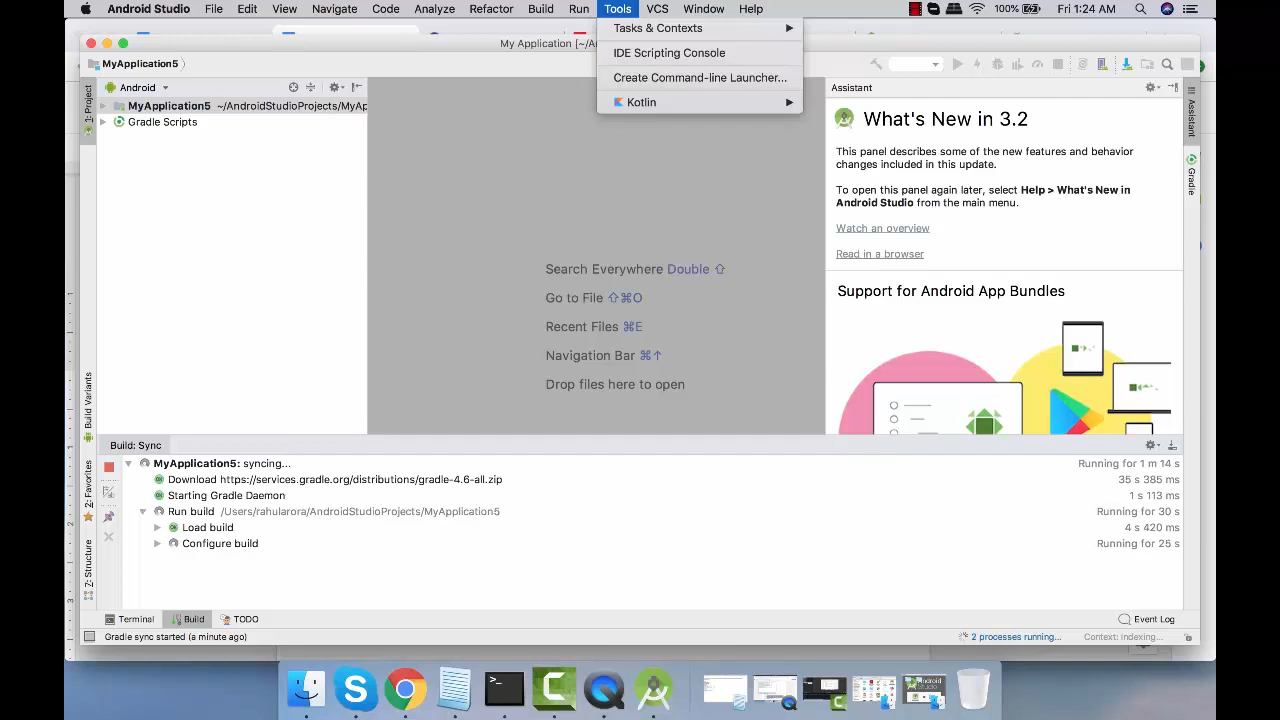 Android Studio File Edit View Navigate Code Analyze Refactor Build Run Tools VCS Window Help 100% Fri 1:24 AM
My Application [~/A
Tasks & Contexts
IDE Scripting Console
Create Command-line Launcher...
Kotlin
MyApplication5
1: Project
Android
MyApplication5 ~/AndroidStudioProjects/MyAp
Gradle Scripts
Build Variants
2: Favorites
7: Structure
Search Everywhere Double ⇧
Go to File ⇧⌘O
Recent Files ⌘E
Navigation Bar ⌘↑
Drop files here to open
Assistant
What's New in 3.2
This panel describes some of the new features and behavior
changes included in this update.
To open this panel again later, select Help > What's New in
Android Studio from the main menu.
Watch an overview
Read in a browser
Support for Android App Bundles
Assistant
Gradle
Build: Sync
MyApplication5: syncing... Running for 1 m 14 s
Download https://services.gradle.org/distributions/gradle-4.6-all.zip 35 s 385 ms
Starting Gradle Daemon 1 s 113 ms
Run build /Users/rahularora/AndroidStudioProjects/MyApplication5 Running for 30 s
Load build 4 s 420 ms
Configure build Running for 25 s
Terminal Build TODO Event Log
Gradle sync started (a minute ago) 2 processes running... Context: Indexing...